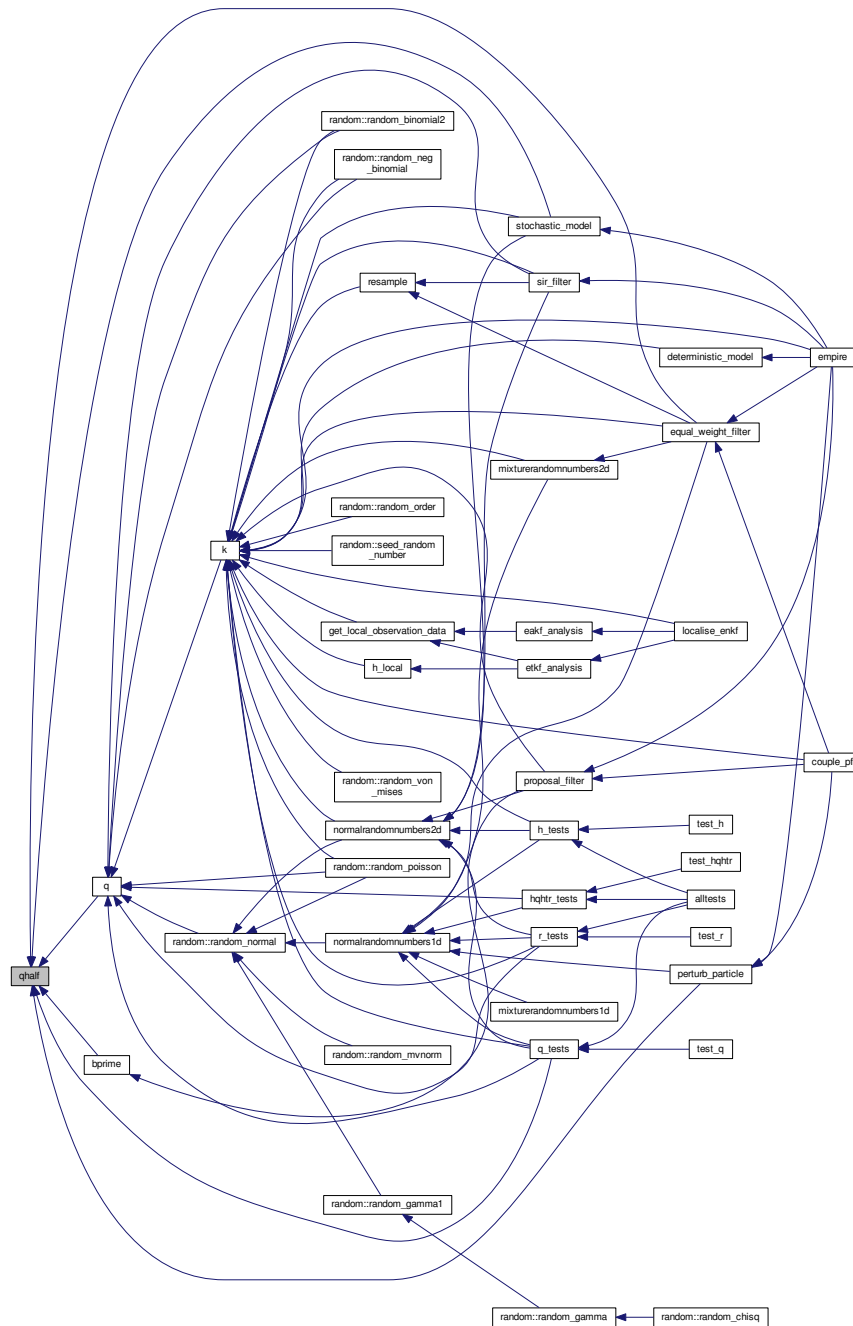 random::random_binomial2
random::random_neg
_binomial
stochastic_model
resample
sir_filter
deterministic_model
empire
equal_weight_filter
mixturerandomnumbers2d
random::random_order
k
random::seed_random
_number
get_local_observation_data
eakf_analysis
localise_enkf
h_local
etkf_analysis
couple_pf
random::random_von
_mises
proposal_filter
normalrandomnumbers2d
h_tests
test_h
random::random_poisson
test_hqhtr
q
hqhtr_tests
alltests
random::random_normal
normalrandomnumbers1d
r_tests
test_r
qhalf
perturb_particle
mixturerandomnumbers1d
random::random_mvnorm
q_tests
test_q
bprime
random::random_gamma1
random::random_gamma
random::random_chisq